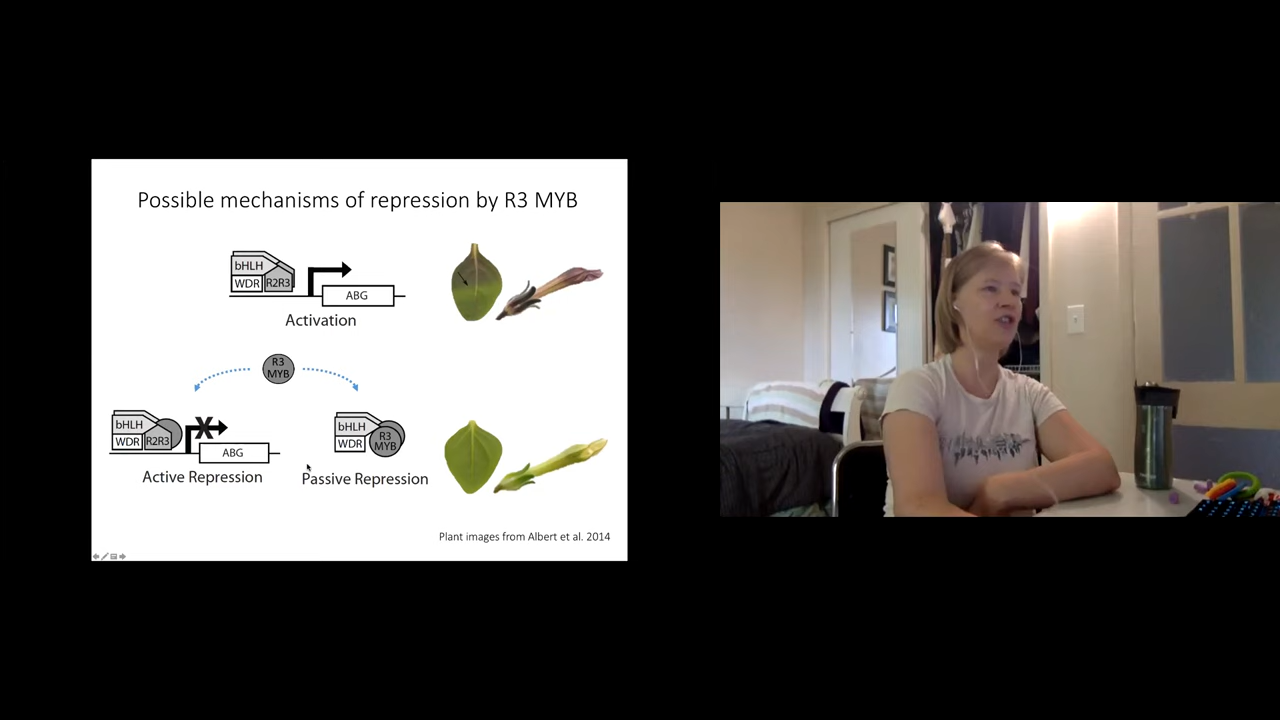 Possible mechanisms of repression by R3 MYB
bHLH
WDR R2R3
ABG
Activation
R3
MYB
bHLH
WDR R2R3
X
ABG
Active Repression
bHLH
WDR
R3
MYB
Passive Repression
Plant images from Albert et al. 2014